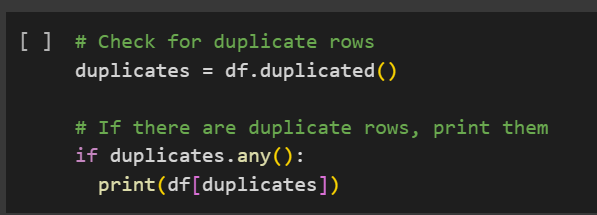 [ ] # Check for duplicate rows
duplicates = df.duplicated()

# If there are duplicate rows, print them
if duplicates.any():
  print(df[duplicates])